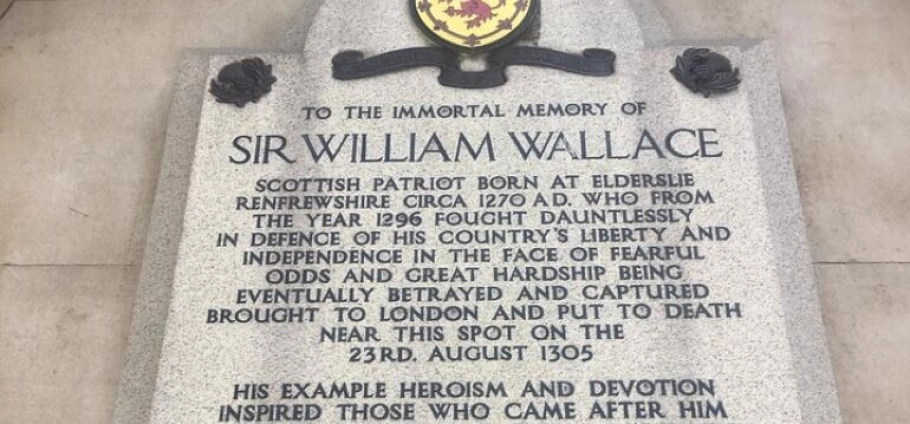 TO THE IMMORTAL MEMORY OF
SIR WILLIAM WALLACE
SCOTTISH PATRIOT BORN AT ELDERSLIE
RENFREWSHIRE CIRCA 1270 A.D. WHO FROM
THE YEAR 1296 FOUGHT DAUNTLESSLY
IN DEFENCE OF HIS COUNTRY'S LIBERTY AND
INDEPENDENCE IN THE FACE OF FEARFUL
ODDS AND GREAT HARDSHIP BEING
EVENTUALLY BETRAYED AND CAPTURED
BROUGHT TO LONDON AND PUT TO DEATH
NEAR THIS SPOT ON THE
23RD. AUGUST 1305
HIS EXAMPLE HEROISM AND DEVOTION
INSPIRED THOSE WHO CAME AFTER HIM